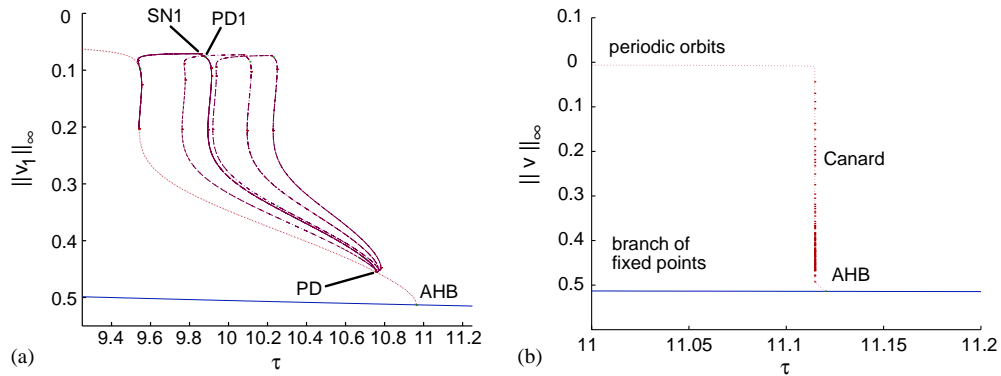 SN1 PD1
0
0.1
0.2
0.3
0.4
0.5
||v₁||∞
PD
AHB
9.4 9.6 9.8 10 10.2 10.4 10.6 10.8 11 11.2
τ
(a)
0.1
0
0.1
0.2
0.3
0.4
0.5
|| v ||∞
periodic orbits
Canard
branch of
fixed points
AHB
11 11.05 11.1 11.15 11.2
τ
(b)